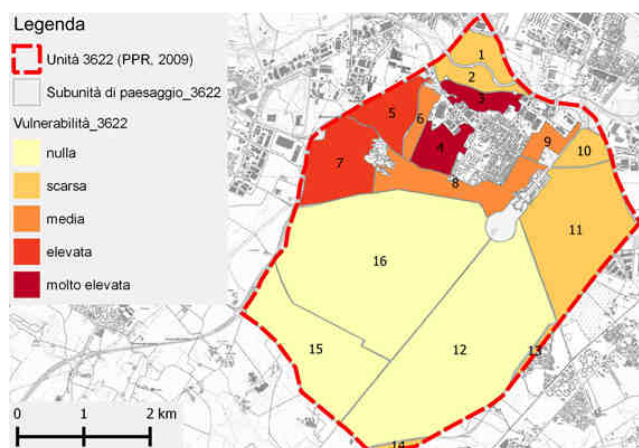 Legenda
Unità 3622 (PPR, 2009)
Subunità di paesaggio_3622
Vulnerabilità_3622
nulla
scarsa
media
elevata
molto elevata
1
2
3
5
6
4
9
10
7
8
11
16
15
12
13
14
0 1 2 km